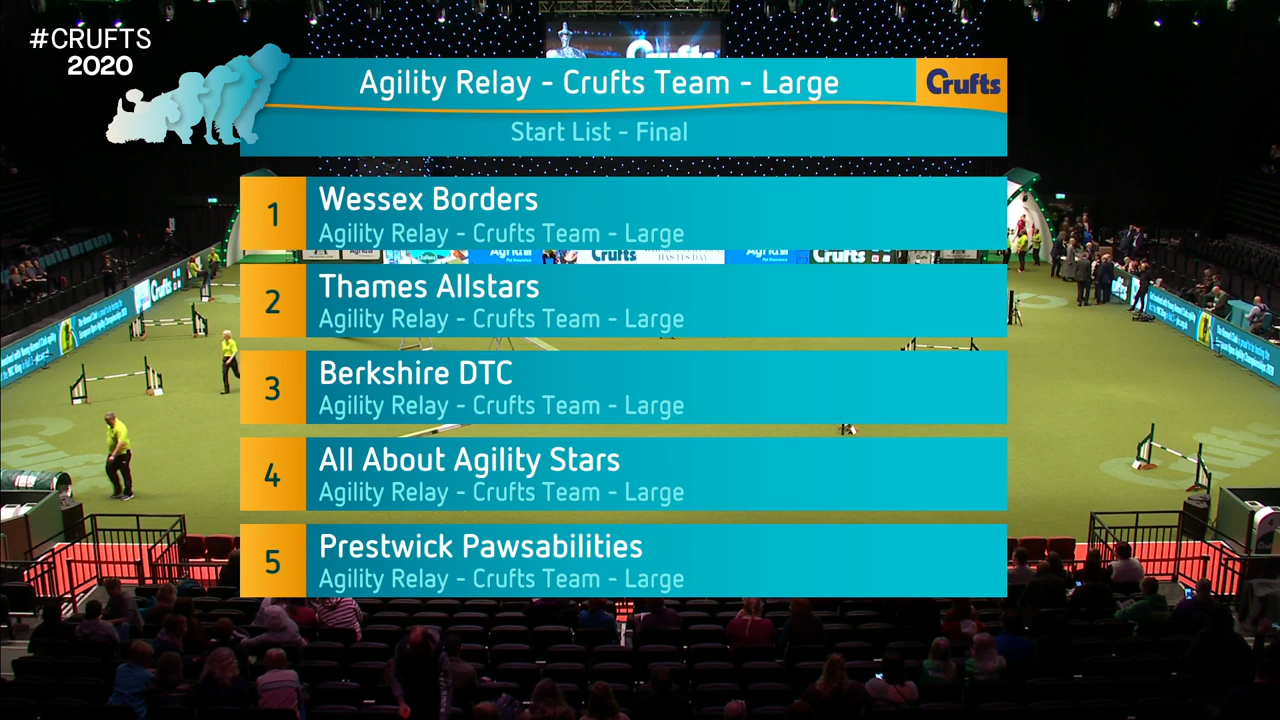 #CRUFTS
2020
Agility Relay - Crufts Team - Large
Crufts
Start List - Final
1
Wessex Borders
Agility Relay - Crufts Team - Large
Crufts
Crufts
2
Thames Allstars
Agility Relay - Crufts Team - Large
3
Berkshire DTC
Agility Relay - Crufts Team - Large
4
All About Agility Stars
Agility Relay - Crufts Team - Large
5
Prestwick Pawsabilities
Agility Relay - Crufts Team - Large